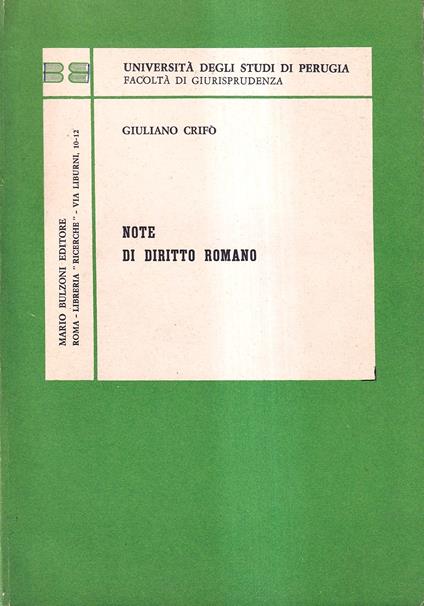 UNIVERSITÀ DEGLI STUDI DI PERUGIA
FACOLTÀ DI GIURISPRUDENZA
GIULIANO CRIFÒ
NOTE
DI DIRITTO ROMANO
MARIO BULZONI EDITORE
ROMA - LIBRERIA "RICERCHE" - VIA LIBURNI, 10-12